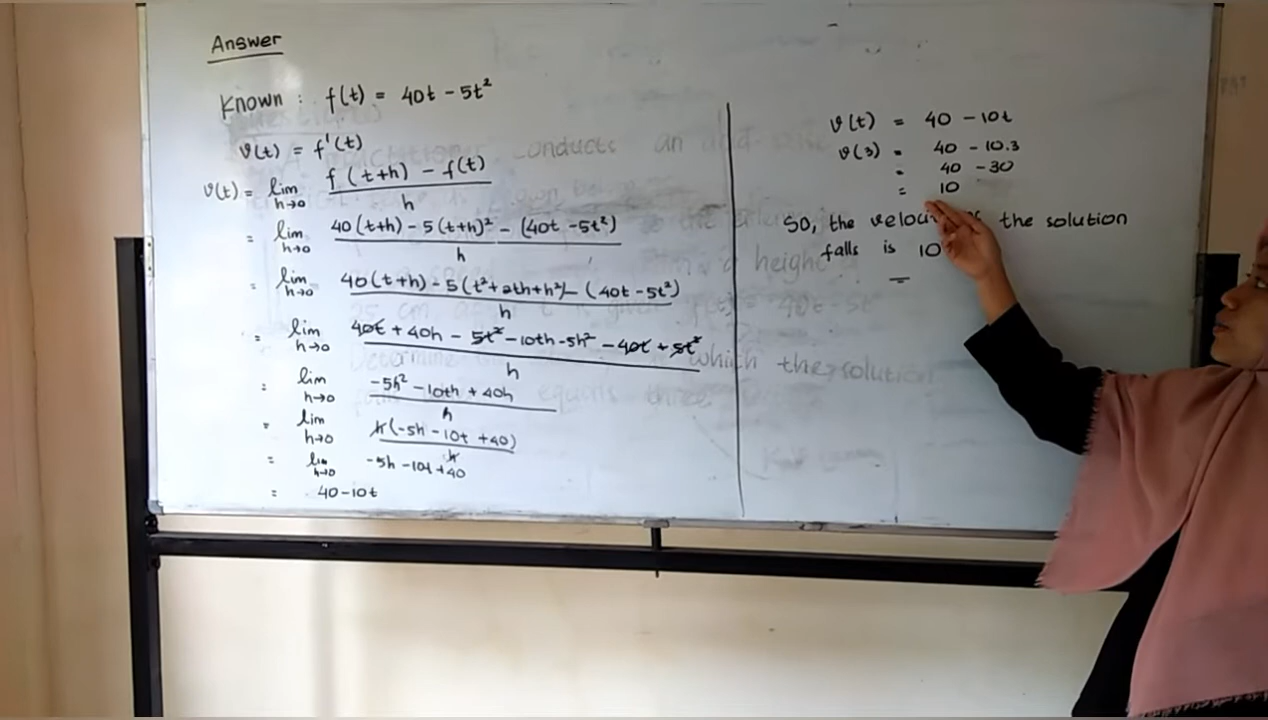 Answer
Known : f(t) = 40t - 5t²
v(t) = f'(t)
v(t) = lim h→0 f(t+h) - f(t) / h
= lim h→0 40(t+h) - 5(t+h)² - (40t - 5t²) / h
= lim h→0 40(t+h) - 5(t²+2th+h²) - (40t - 5t²) / h
= lim h→0 40t + 40h - 5t² - 10th - 5h² - 40t + 5t² / h
= lim h→0 -5h² - 10th + 40h / h
= lim h→0 h(-5h - 10t + 40) / h
= lim h→0 -5h - 10t + 40
= 40 - 10t
v(t) = 40 - 10t
v(3) = 40 - 10.3
= 40 - 30
= 10
So, the the solution
falls is 10